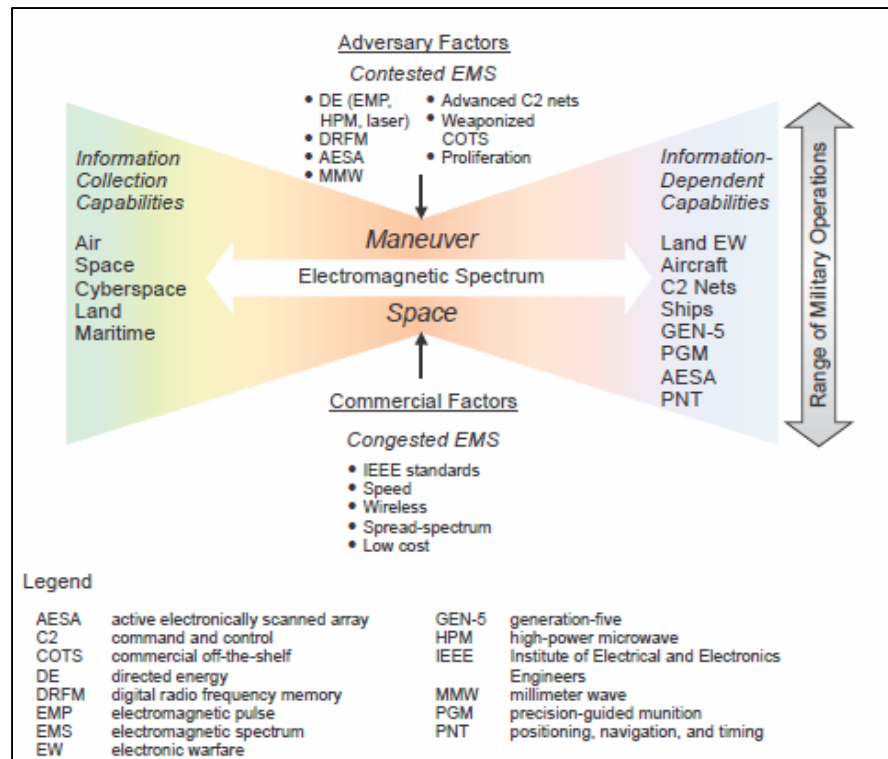 Adversary Factors
Contested EMS
• DE (EMP,
HPM, laser)
• DRFM
• AESA
• MMW
• Advanced C2 nets
• Weaponized
COTS
• Proliferation
Information
Collection
Capabilities
Air
Space
Cyberspace
Land
Maritime
Maneuver
Electromagnetic Spectrum
Space
Information-
Dependent
Capabilities
Land EW
Aircraft
C2 Nets
Ships
GEN-5
PGM
AESA
PNT
Range of Military Operations
Commercial Factors
Congested EMS
• IEEE standards
• Speed
• Wireless
• Spread-spectrum
• Low cost
Legend
AESA active electronically scanned array
C2 command and control
COTS commercial off-the-shelf
DE directed energy
DRFM digital radio frequency memory
EMP electromagnetic pulse
EMS electromagnetic spectrum
EW electronic warfare
GEN-5 generation-five
HPM high-power microwave
IEEE Institute of Electrical and Electronics
Engineers
MMW millimeter wave
PGM precision-guided munition
PNT positioning, navigation, and timing